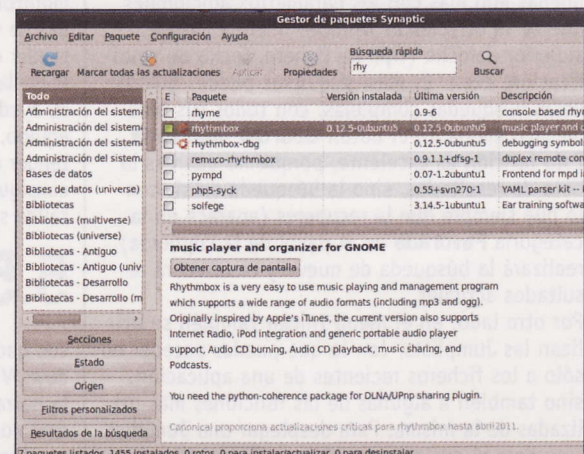 Gestor de paquetes Synaptic
Archivo Editar Paquete Configuración Ayuda
Búsqueda rápida
Recargar Marcar todas las actualizaciones Aplicar Propiedades rhy Buscar
E Paquete Versión instalada Última versión Descripción
rhyme 0.9-6 console based rhy
rhythmbox 0.12.5-0ubuntu5 0.12.5-0ubuntu5 music player and
rhythmbox-dbg 0.12.5-0ubuntu5 debugging symbol
remuco-rhythmbox 0.9.1.1+dfsg-1 duplex remote con
pympd 0.07-1.2ubuntu1 Frontend for mpd i
php5-syck 0.55+svn270-1 YAML parser kit --
solfege 3.14.5-1ubuntu1 Ear training softwa
Todo
Administración del sistem
Administración del sistema
Administración del sistema
Administración del sistem
Bases de datos
Bases de datos (universe)
Bibliotecas
Bibliotecas (multiverse)
Bibliotecas (universe)
Bibliotecas - Antiguo
Bibliotecas - Antiguo (univ
Bibliotecas - Desarrollo
Bibliotecas - Desarrollo (m
Secciones
Estado
Origen
Filtros personalizados
Resultados de la búsqueda
music player and organizer for GNOME
Obtener captura de pantalla
Rhythmbox is a very easy to use music playing and management program
which supports a wide range of audio formats (including mp3 and ogg).
Originally inspired by Apple's iTunes, the current version also supports
Internet Radio, iPod integration and generic portable audio player
support, Audio CD burning, Audio CD playback, music sharing, and
Podcasts.
You need the python-coherence package for DLNA/UPnp sharing plugin.
Canonical proporciona actualizaciones críticas para rhythmbox hasta abril2011.
7 paquetes listados, 1455 instalados, 0 rotos, 0 para instalar/actualizar, 0 para desinstalar